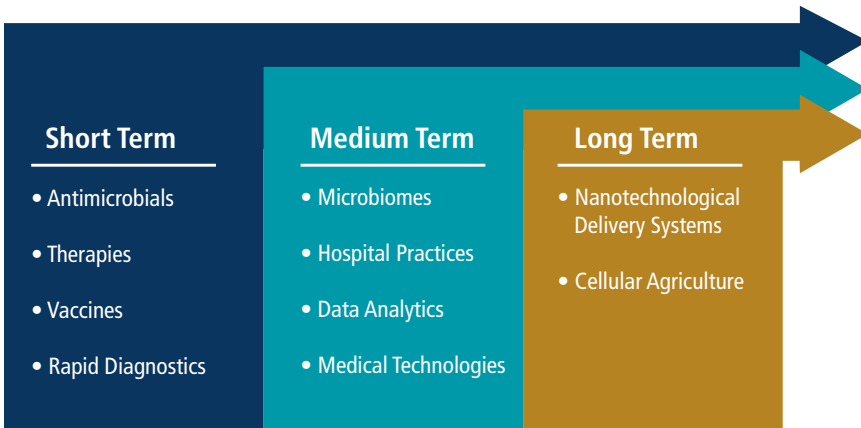 Short Term
• Antimicrobials
• Therapies
• Vaccines
• Rapid Diagnostics
Medium Term
• Microbiomes
• Hospital Practices
• Data Analytics
• Medical Technologies
Long Term
• Nanotechnological
Delivery Systems
• Cellular Agriculture